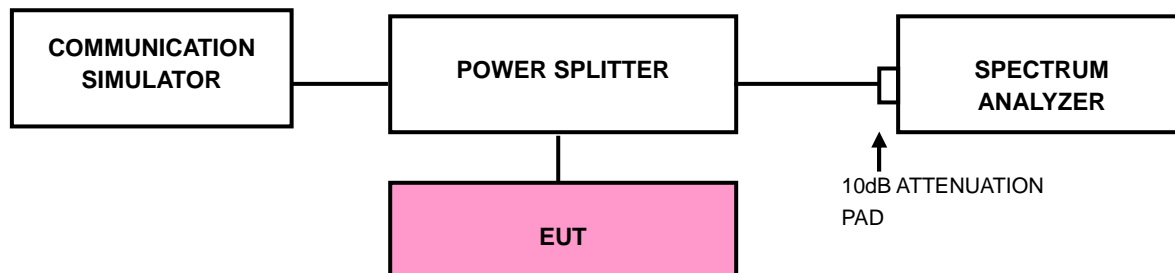 COMMUNICATION
SIMULATOR
POWER SPLITTER
SPECTRUM
ANALYZER
10dB ATTENUATION
PAD
EUT